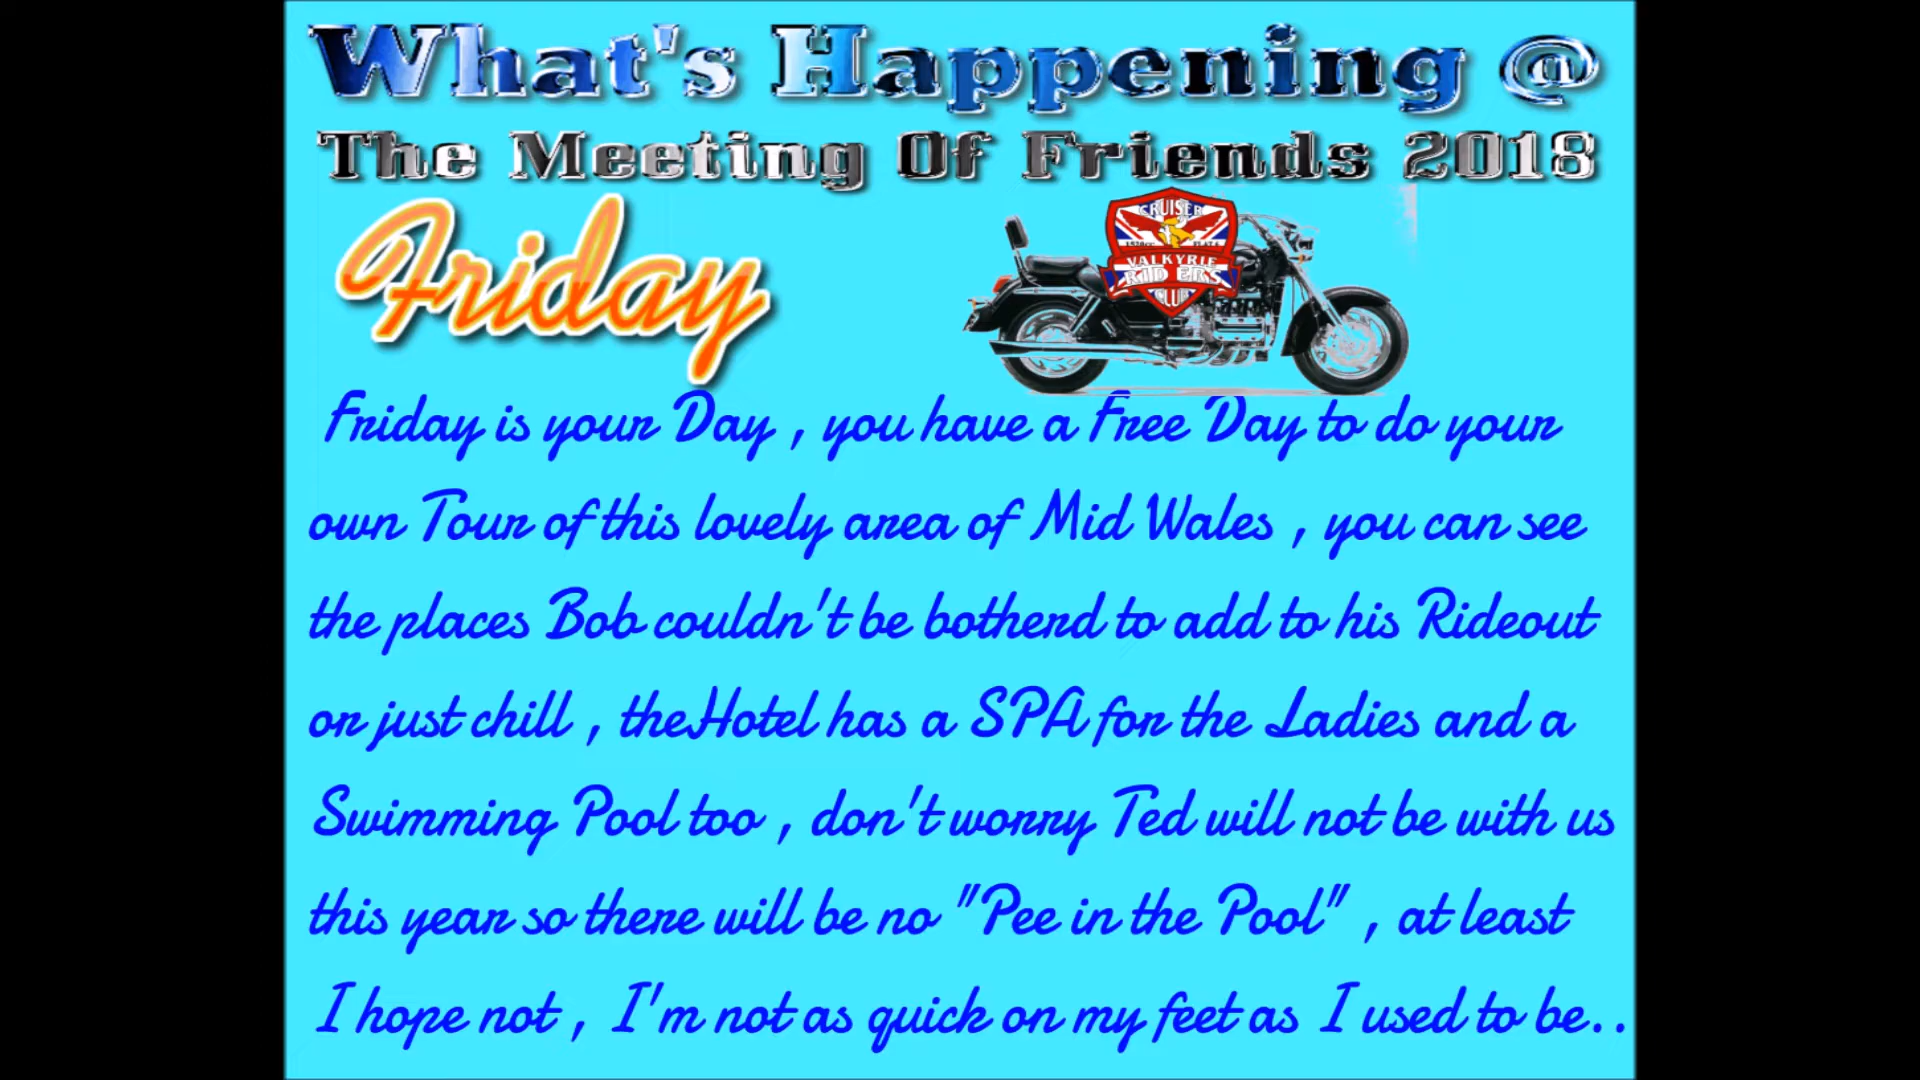 What's Happening @
The Meeting Of Friends 2018
Friday
CRUISER
1520cc FLAT 6
VALKYRIE
RIDERS
CLUB
Friday is your Day , you have a Free Day to do your
own Tour of this lovely area of Mid Wales , you can see
the places Bob couldn't be botherd to add to his Rideout
or just chill , theHotel has a SPA for the Ladies and a
Swimming Pool too , don't worry Ted will not be with us
this year so there will be no "Pee in the Pool" , at least
I hope not , I'm not as quick on my feet as I used to be..